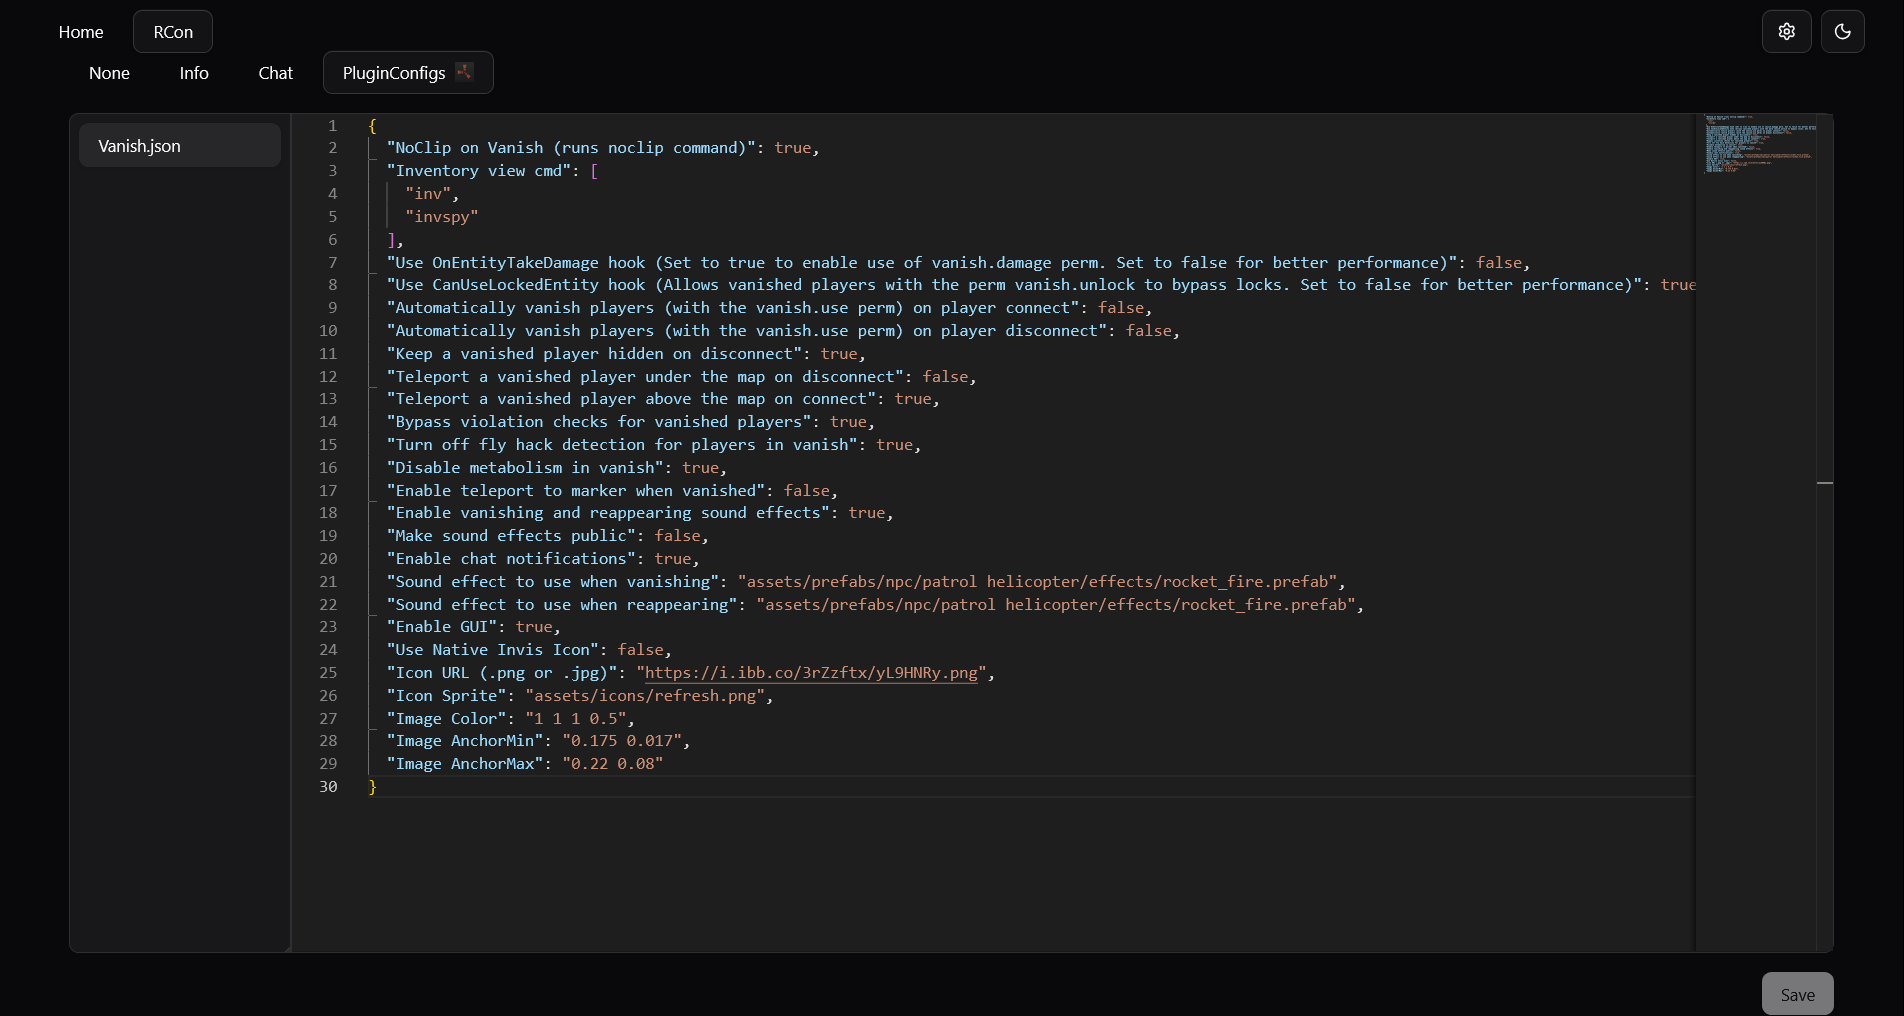 Home RCon
None Info Chat PluginConfigs
Vanish.json
1 {
2 "NoClip on Vanish (runs noclip command)": true,
3 "Inventory view cmd": [
4 "inv",
5 "invspy"
6 ],
7 "Use OnEntityTakeDamage hook (Set to true to enable use of vanish.damage perm. Set to false for better performance)": false,
8 "Use CanUseLockedEntity hook (Allows vanished players with the perm vanish.unlock to bypass locks. Set to false for better performance)": true
9 "Automatically vanish players (with the vanish.use perm) on player connect": false,
10 "Automatically vanish players (with the vanish.use perm) on player disconnect": false,
11 "Keep a vanished player hidden on disconnect": true,
12 "Teleport a vanished player under the map on disconnect": false,
13 "Teleport a vanished player above the map on connect": true,
14 "Bypass violation checks for vanished players": true,
15 "Turn off fly hack detection for players in vanish": true,
16 "Disable metabolism in vanish": true,
17 "Enable teleport to marker when vanished": false,
18 "Enable vanishing and reappearing sound effects": true,
19 "Make sound effects public": false,
20 "Enable chat notifications": true,
21 "Sound effect to use when vanishing": "assets/prefabs/npc/patrol helicopter/effects/rocket_fire.prefab",
22 "Sound effect to use when reappearing": "assets/prefabs/npc/patrol helicopter/effects/rocket_fire.prefab",
23 "Enable GUI": true,
24 "Use Native Invis Icon": false,
25 "Icon URL (.png or .jpg)": "https://i.ibb.co/3rZzftx/yL9HNRy.png",
26 "Icon Sprite": "assets/icons/refresh.png",
27 "Image Color": "1 1 1 0.5",
28 "Image AnchorMin": "0.175 0.017",
29 "Image AnchorMax": "0.22 0.08"
30 }
Save